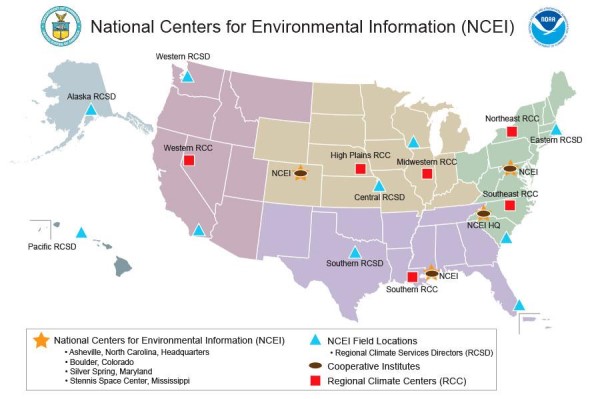 National Centers for Environmental Information (NCEI)
NOAA
Western RCSD
Alaska RCSD
Northeast RCC
Eastern RCSD
Western RCC
High Plains RCC
Midwestern RCC
NCEI
NCEI
Central RCSD
Southeast RCC
NCEI HQ
Pacific RCSD
Southern RCSD
NCEI
Southern RCC
National Centers for Environmental Information (NCEI)
• Asheville, North Carolina, Headquarters
• Boulder, Colorado
• Silver Spring, Maryland
• Stennis Space Center, Mississippi
NCEI Field Locations
• Regional Climate Services Directors (RCSD)
Cooperative Institutes
Regional Climate Centers (RCC)